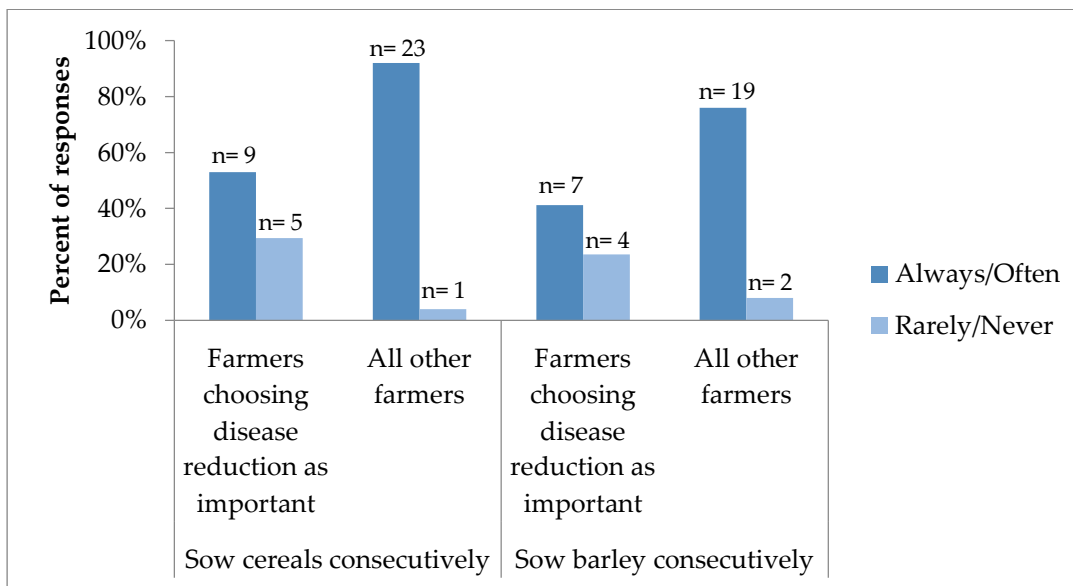 Percent of responses
100%
80%
60%
40%
20%
0%
n= 9
n= 5
n= 23
n= 1
n= 7
n= 4
n= 19
n= 2
Farmers
choosing
disease
reduction as
important
All other
farmers
Farmers
choosing
disease
reduction as
important
All other
farmers
Sow cereals consecutively
Sow barley consecutively
Always/Often
Rarely/Never